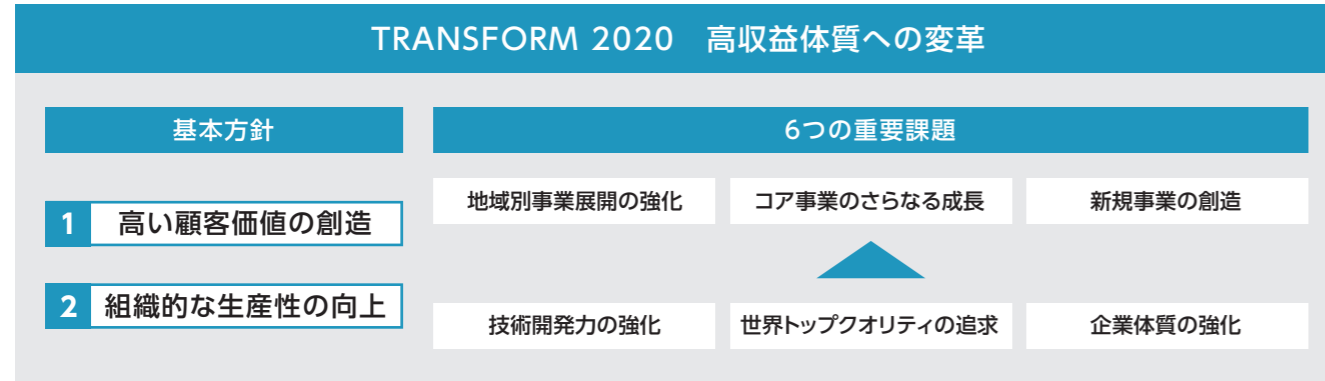 TRANSFORM 2020　高収益体質への変革
基本方針
1 高い顧客価値の創造
2 組織的な生産性の向上
6つの重要課題
地域別事業展開の強化
コア事業のさらなる成長
新規事業の創造
技術開発力の強化
世界トップクオリティの追求
企業体質の強化